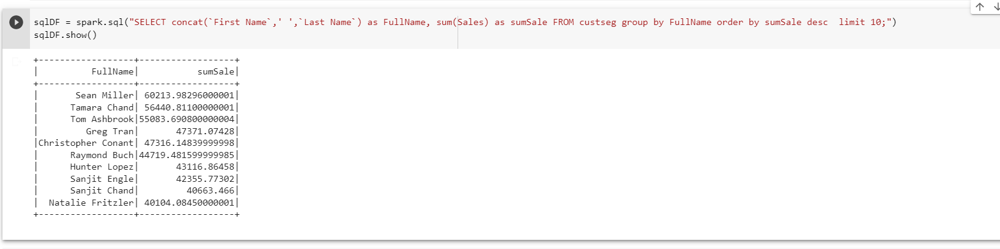 sqlDF = spark.sql("SELECT concat(`First Name`,' ',`Last Name`) as FullName, sum(Sales) as sumSale FROM custseg group by FullName order by sumSale desc  limit 10;")
sqlDF.show()
+------------------+------------------+
|          FullName|           sumSale|
+------------------+------------------+
|       Sean Miller| 60213.98296000001|
|      Tamara Chand| 56440.81100000001|
|      Tom Ashbrook|55083.690800000004|
|         Greg Tran|       47371.07428|
|Christopher Conant| 47316.14839999998|
|      Raymond Buch|44719.481599999985|
|      Hunter Lopez|       43116.86458|
|      Sanjit Engle|       42355.77302|
|      Sanjit Chand|         40663.466|
|  Natalie Fritzler| 40104.08450000001|
+------------------+------------------+